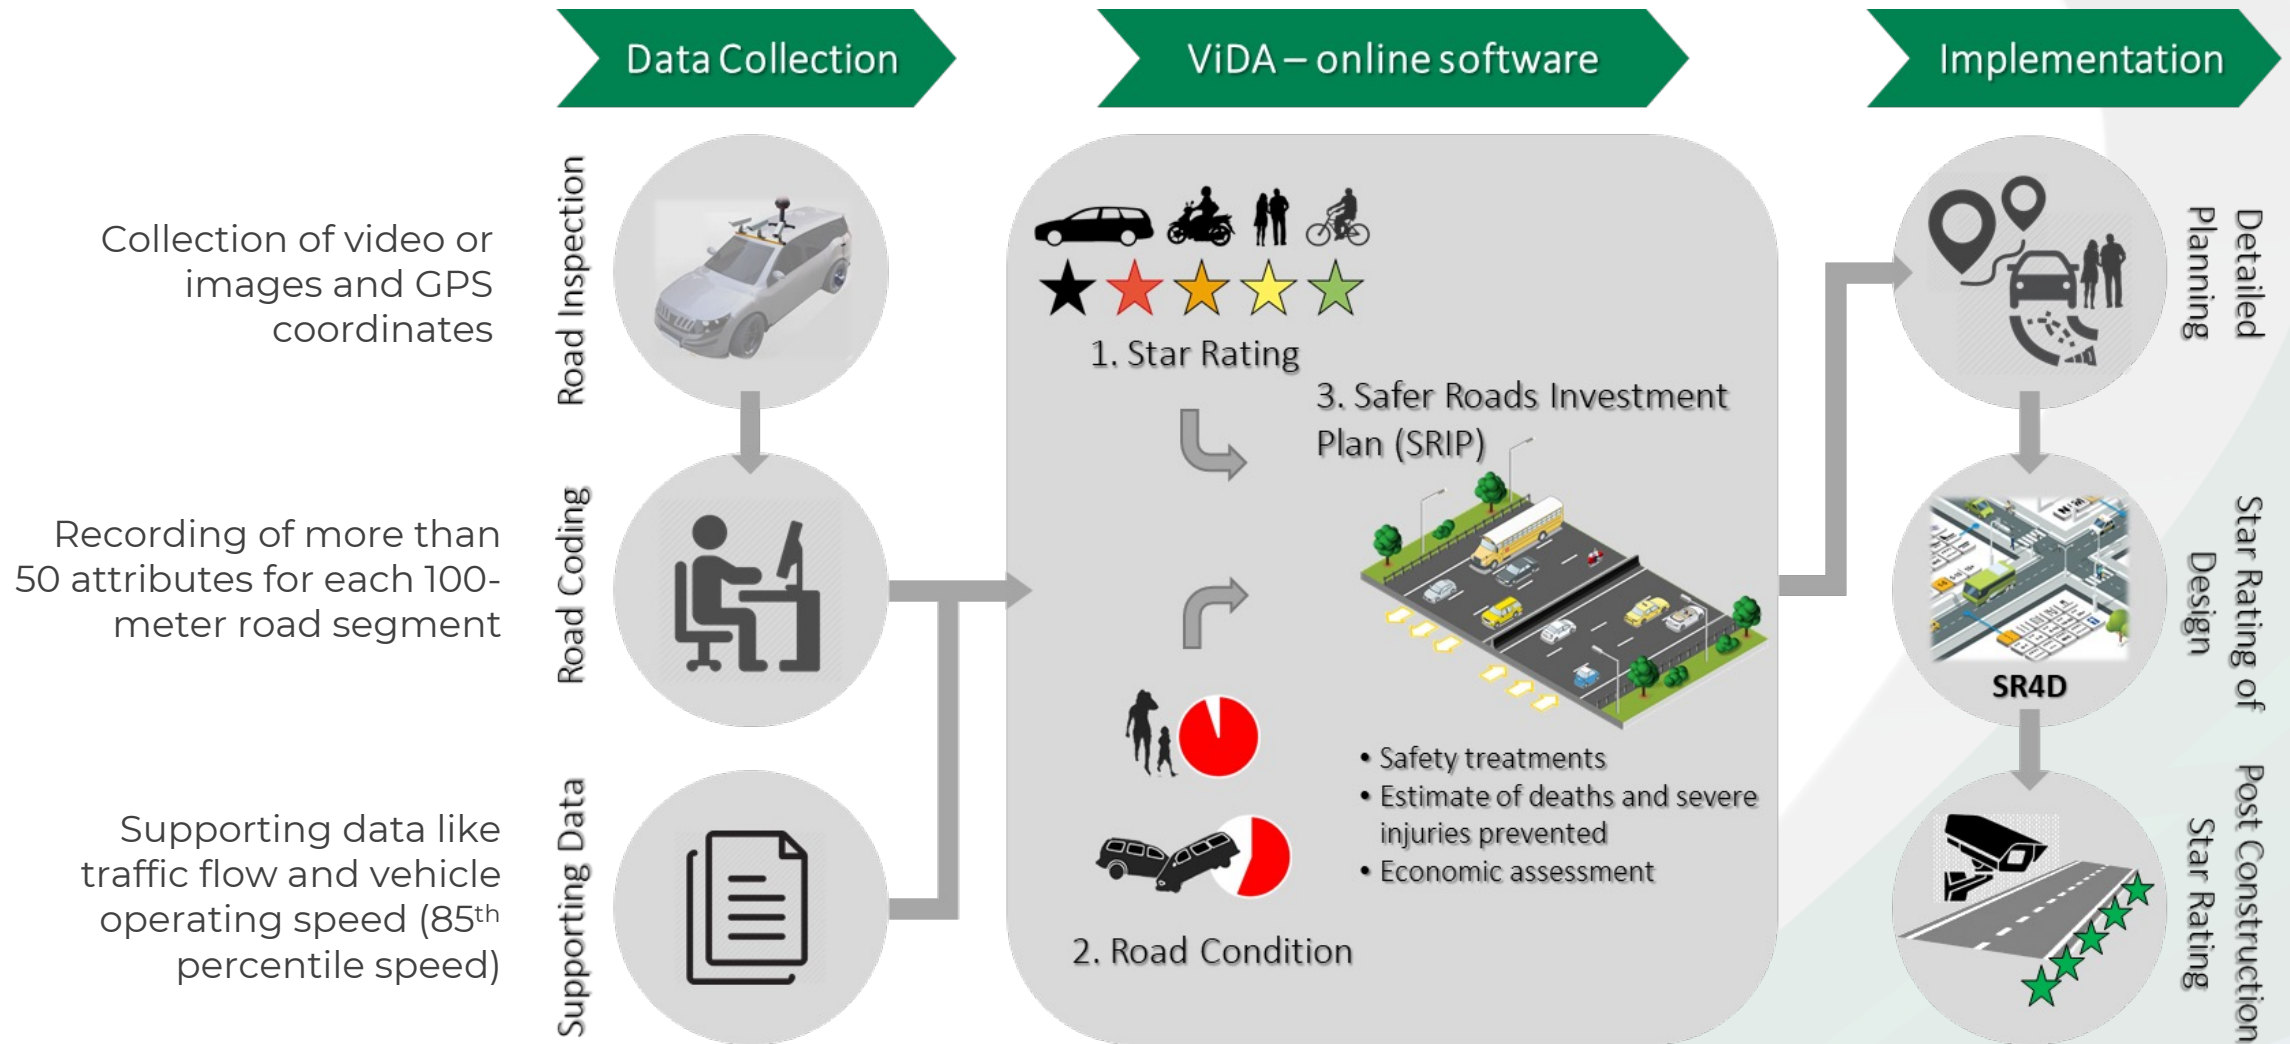 Data Collection
ViDA – online software
Implementation
Collection of video or
images and GPS
coordinates
Road Inspection
Recording of more than
50 attributes for each 100-
meter road segment
Road Coding
Supporting data like
traffic flow and vehicle
operating speed (85th
percentile speed)
Supporting Data
1. Star Rating
3. Safer Roads Investment
Plan (SRIP)
• Safety treatments
• Estimate of deaths and severe
injuries prevented
• Economic assessment
2. Road Condition
Detailed
Planning
Star Rating of
Design
SR4D
Post Construction
Star Rating